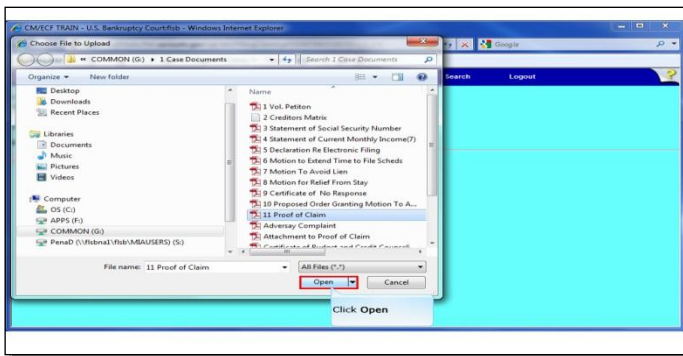 CM/ECF TRAIN - U.S. Bankruptcy Court:flsb - Windows Internet Explorer
Choose File to Upload
Google
COMMON (G:) ▸ 1 Case Documents
Search 1 Case Documents
Search Logout
?
Organize New folder
Desktop
Downloads
Recent Places
Libraries
Documents
Music
Pictures
Videos
Computer
OS (C:)
APPS (F:)
COMMON (G:)
PenaD (\\flsbna1\flsb\MIAUSERS) (S:)
Name
1 Vol. Petiton
2 Creditors Matrix
3 Statement of Social Security Number
4 Statement of Current Monthly Income(7)
5 Declaration Re Electronic Filing
6 Motion to Extend Time to File Scheds
7 Motion To Avoid Lien
8 Motion for Relief From Stay
9 Certificate of No Response
10 Proposed Order Granting Motion To A...
11 Proof of Claim
Adversay Complaint
Attachment to Proof of Claim
Certificate of Budget and Credit Counseli
File name: 11 Proof of Claim
All Files (*.*)
Open
Cancel
Click Open